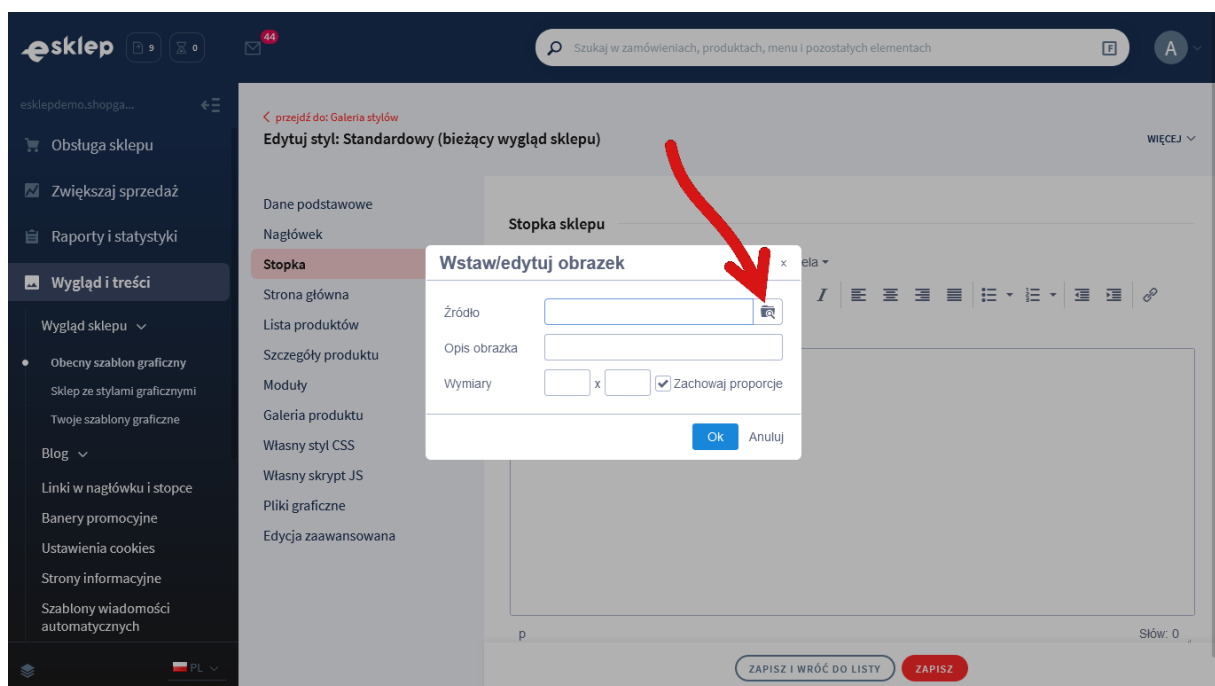 esklep
9
0
44
Szukaj w zamówieniach, produktach, menu i pozostałych elementach
F
A
esklepdemo.shopga...
Obsługa sklepu
Zwiększaj sprzedaż
Raporty i statystyki
Wygląd i treści
Wygląd sklepu
Obecny szablon graficzny
Sklep ze stylami graficznymi
Twoje szablony graficzne
Blog
Linki w nagłówku i stopce
Banery promocyjne
Ustawienia cookies
Strony informacyjne
Szablony wiadomości
automatycznych
PL
przejdź do: Galeria stylów
Edytuj styl: Standardowy (bieżący wygląd sklepu)
WIĘCEJ
Dane podstawowe
Nagłówek
Stopka
Strona główna
Lista produktów
Szczegóły produktu
Moduły
Galeria produktu
Własny styl CSS
Własny skrypt JS
Pliki graficzne
Edycja zaawansowana
Stopka sklepu
ela
I
Wstaw/edytuj obrazek
x
Źródło
Opis obrazka
Wymiary
x
Zachowaj proporcje
Ok
Anuluj
p
Słów: 0
ZAPISZ I WRÓĆ DO LISTY
ZAPISZ